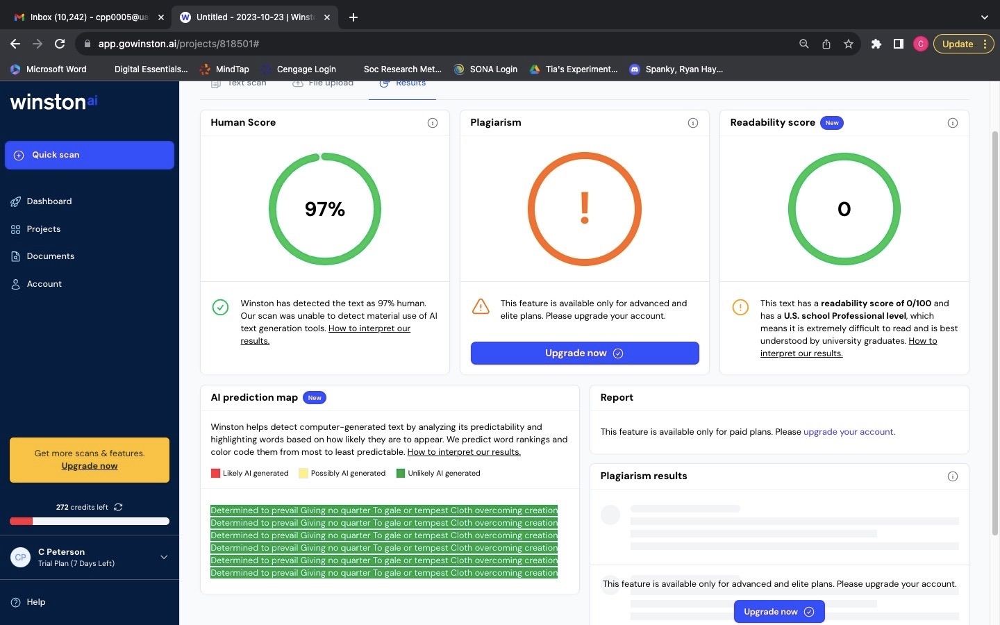 Inbox (10,242) - cpp0005@ua
Untitled - 2023-10-23 | Winst
app.gowinston.ai/projects/818501#
C
Update
Microsoft Word
Digital Essentials...
MindTap
Cengage Login
Soc Research Met...
SONA Login
Tia's Experiment...
Spanky, Ryan Hay...
winston ai
Quick scan
Dashboard
Projects
Documents
Account
Get more scans & features.
Upgrade now
272 credits left
CP
C Peterson
Trial Plan (7 Days Left)
Help
Text scan
File upload
Results
Human Score
97%
Winston has detected the text as 97% human.
Our scan was unable to detect material use of AI
text generation tools. How to interpret our
results.
Plagiarism
!
This feature is available only for advanced and
elite plans. Please upgrade your account.
Upgrade now
Readability score New
0
This text has a readability score of 0/100 and
has a U.S. school Professional level, which
means it is extremely difficult to read and is best
understood by university graduates. How to
interpret our results.
AI prediction map New
Winston helps detect computer-generated text by analyzing its predictability and
highlighting words based on how likely they are to appear. We predict word rankings and
color code them from most to least predictable. How to interpret our results.
Likely AI generated
Possibly AI generated
Unlikely AI generated
Determined to prevail Giving no quarter To gale or tempest Cloth overcoming creation
Determined to prevail Giving no quarter To gale or tempest Cloth overcoming creation
Determined to prevail Giving no quarter To gale or tempest Cloth overcoming creation
Determined to prevail Giving no quarter To gale or tempest Cloth overcoming creation
Determined to prevail Giving no quarter To gale or tempest Cloth overcoming creation
Determined to prevail Giving no quarter To gale or tempest Cloth overcoming creation
Report
This feature is available only for paid plans. Please upgrade your account.
Plagiarism results
This feature is available only for advanced and elite plans. Please upgrade your account.
Upgrade now